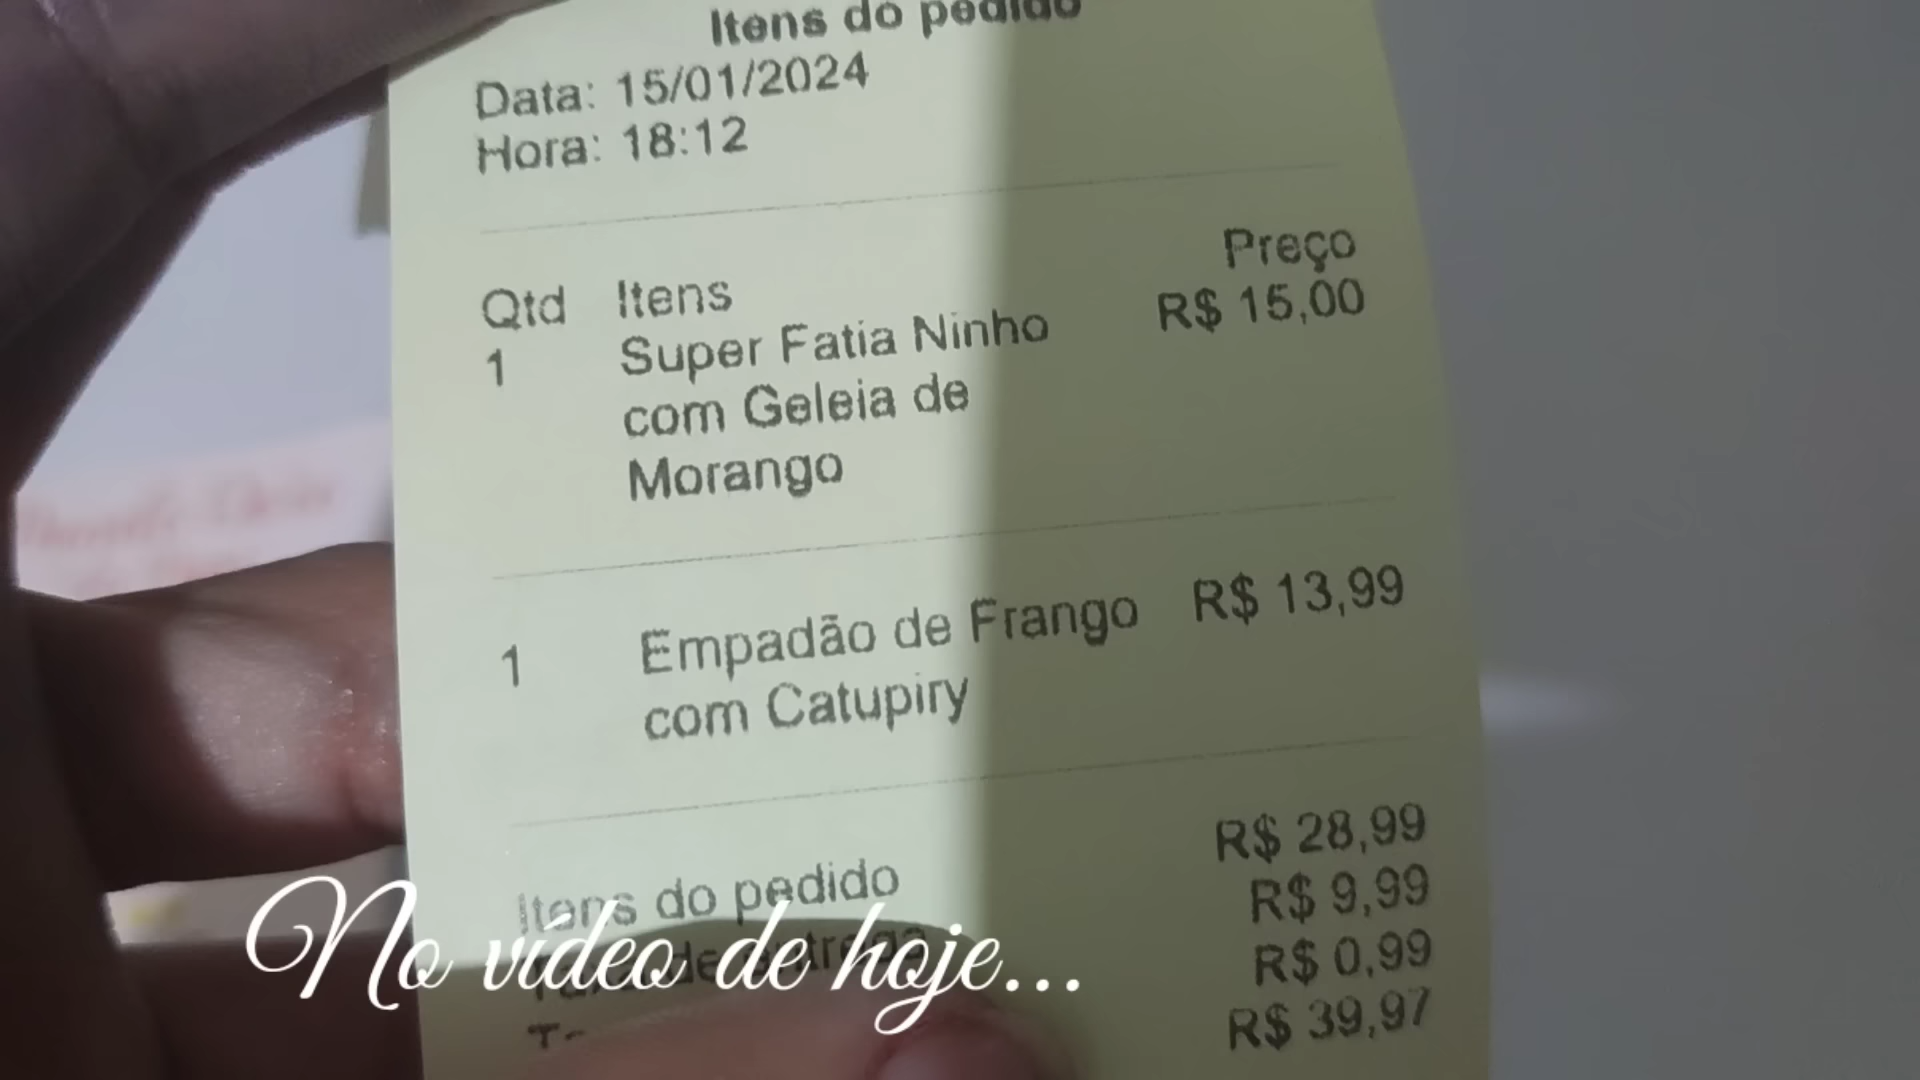 Itens do pedido
Data: 15/01/2024
Hora: 18:12
Preço
Qtd Itens
1 Super Fatia Ninho R$ 15,00
com Geleia de
Morango
1 Empadão de Frango R$ 13,99
com Catupiry
Itens do pedido R$ 28,99
de entrega R$ 9,99
R$ 0,99
R$ 39,97
No vídeo de hoje...